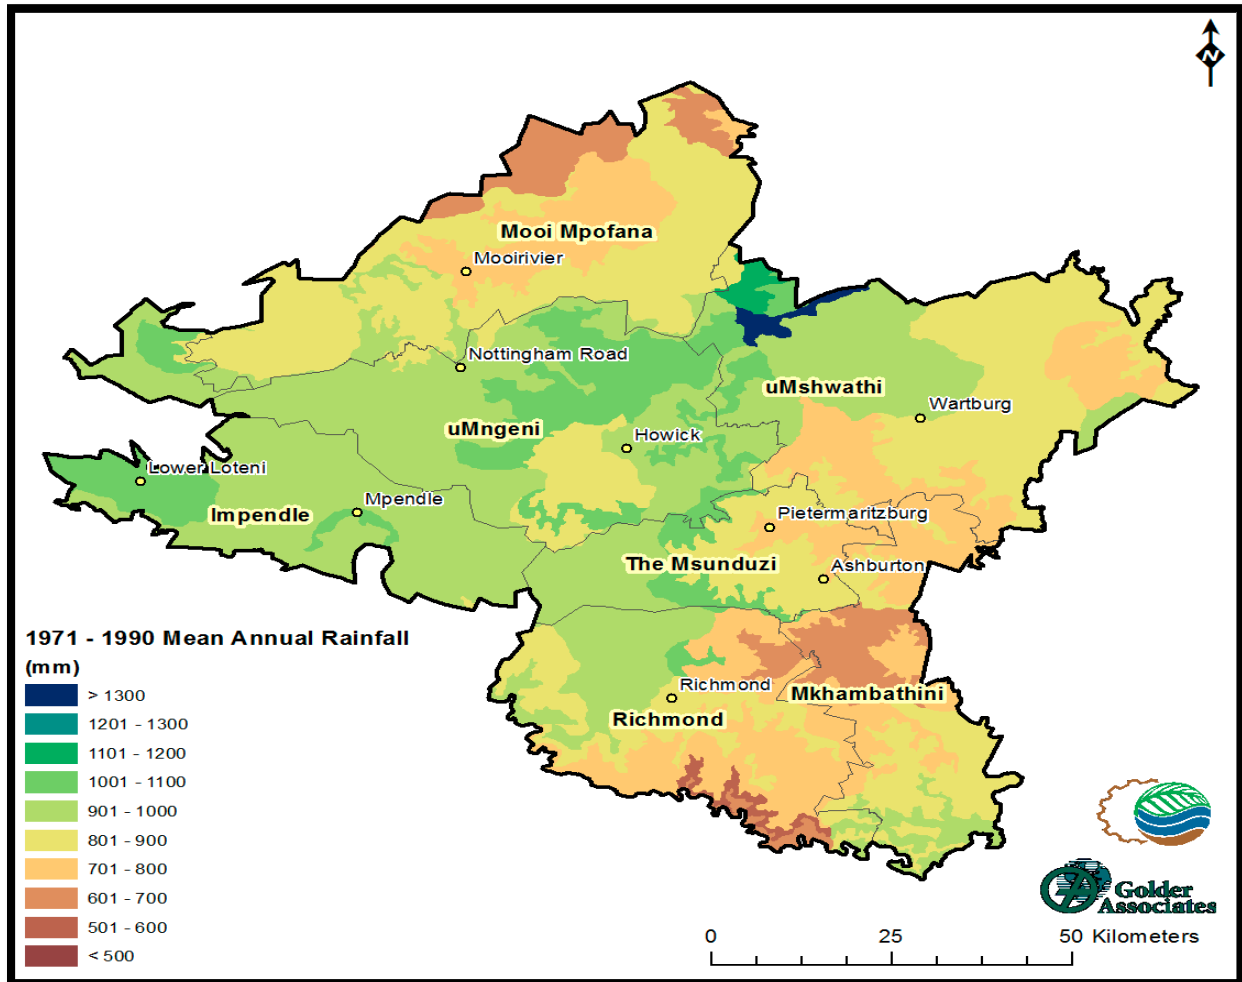 N
Mooi Mpofana
Mooirivier
Nottingham Road
uMshwathi
Wartburg
uMngeni
Howick
Lower Loteni
Mpendle
Impendle
Pietermaritzburg
The Msunduzi
Ashburton
Richmond
Mkhambathini
Richmond
1971 - 1990 Mean Annual Rainfall
(mm)
> 1300
1201 - 1300
1101 - 1200
1001 - 1100
901 - 1000
801 - 900
701 - 800
601 - 700
501 - 600
< 500
Golder
Associates
0 25 50 Kilometers